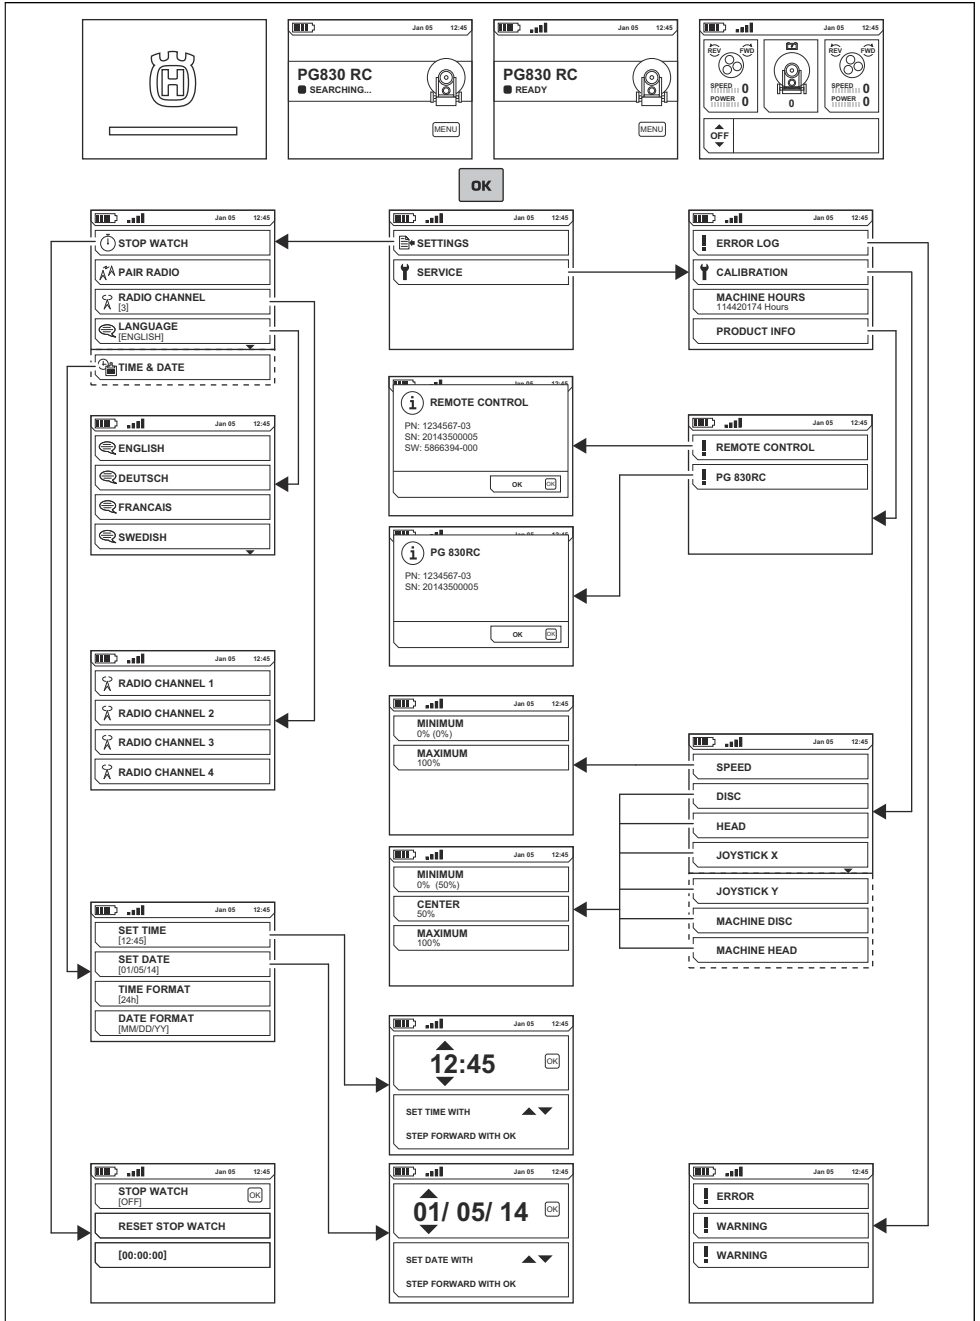 H
Jan 05 12:45
PG830 RC
SEARCHING...
MENU
Jan 05 12:45
PG830 RC
READY
MENU
Jan 05 12:45
REV FWD
SPEED 0
POWER 0
0
REV FWD
SPEED 0
POWER 0
OFF
OK
Jan 05 12:45
STOP WATCH
PAIR RADIO
RADIO CHANNEL
[3]
LANGUAGE
[ENGLISH]
TIME & DATE
Jan 05 12:45
SETTINGS
SERVICE
Jan 05 12:45
ERROR LOG
CALIBRATION
MACHINE HOURS
114420174 Hours
PRODUCT INFO
Jan 05 12:45
REMOTE CONTROL
PN: 1234567-03
SN: 20143500005
SW: 5866394-000
OK OK
Jan 05 12:45
REMOTE CONTROL
PG 830RC
Jan 05 12:45
ENGLISH
DEUTSCH
FRANCAIS
SWEDISH
Jan 05 12:45
PG 830RC
PN: 1234567-03
SN: 20143500005
OK OK
Jan 05 12:45
RADIO CHANNEL 1
RADIO CHANNEL 2
RADIO CHANNEL 3
RADIO CHANNEL 4
Jan 05 12:45
MINIMUM
0% (0%)
MAXIMUM
100%
Jan 05 12:45
SPEED
DISC
HEAD
JOYSTICK X
JOYSTICK Y
MACHINE DISC
MACHINE HEAD
Jan 05 12:45
MINIMUM
0% (50%)
CENTER
50%
MAXIMUM
100%
Jan 05 12:45
SET TIME
[12:45]
SET DATE
[01/05/14]
TIME FORMAT
[24h]
DATE FORMAT
[MM/DD/YY]
Jan 05 12:45
12:45
OK
SET TIME WITH
STEP FORWARD WITH OK
Jan 05 12:45
STOP WATCH
[OFF]
OK
RESET STOP WATCH
[00:00:00]
Jan 05 12:45
01/ 05/ 14
OK
SET DATE WITH
STEP FORWARD WITH OK
Jan 05 12:45
ERROR
WARNING
WARNING